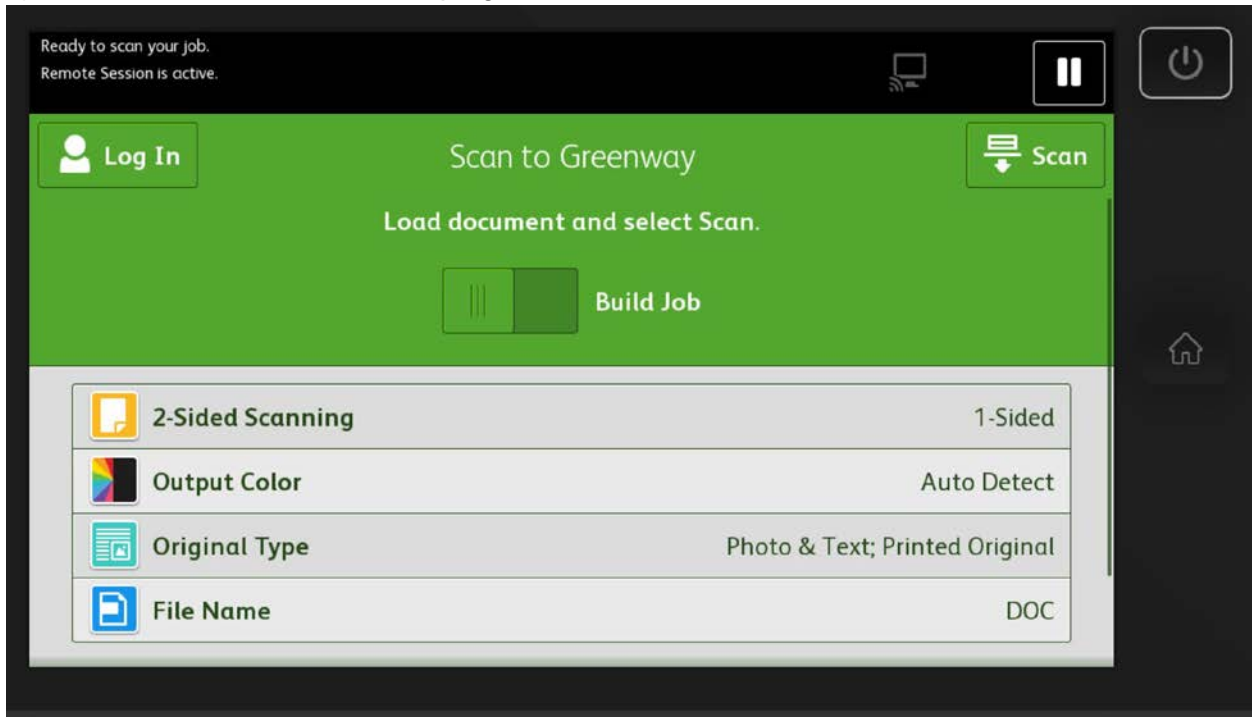 Ready to scan your job.
Remote Session is active.
Log In
Scan to Greenway
Scan
Load document and select Scan.
Build Job
2-Sided Scanning 1-Sided
Output Color Auto Detect
Original Type Photo & Text; Printed Original
File Name DOC